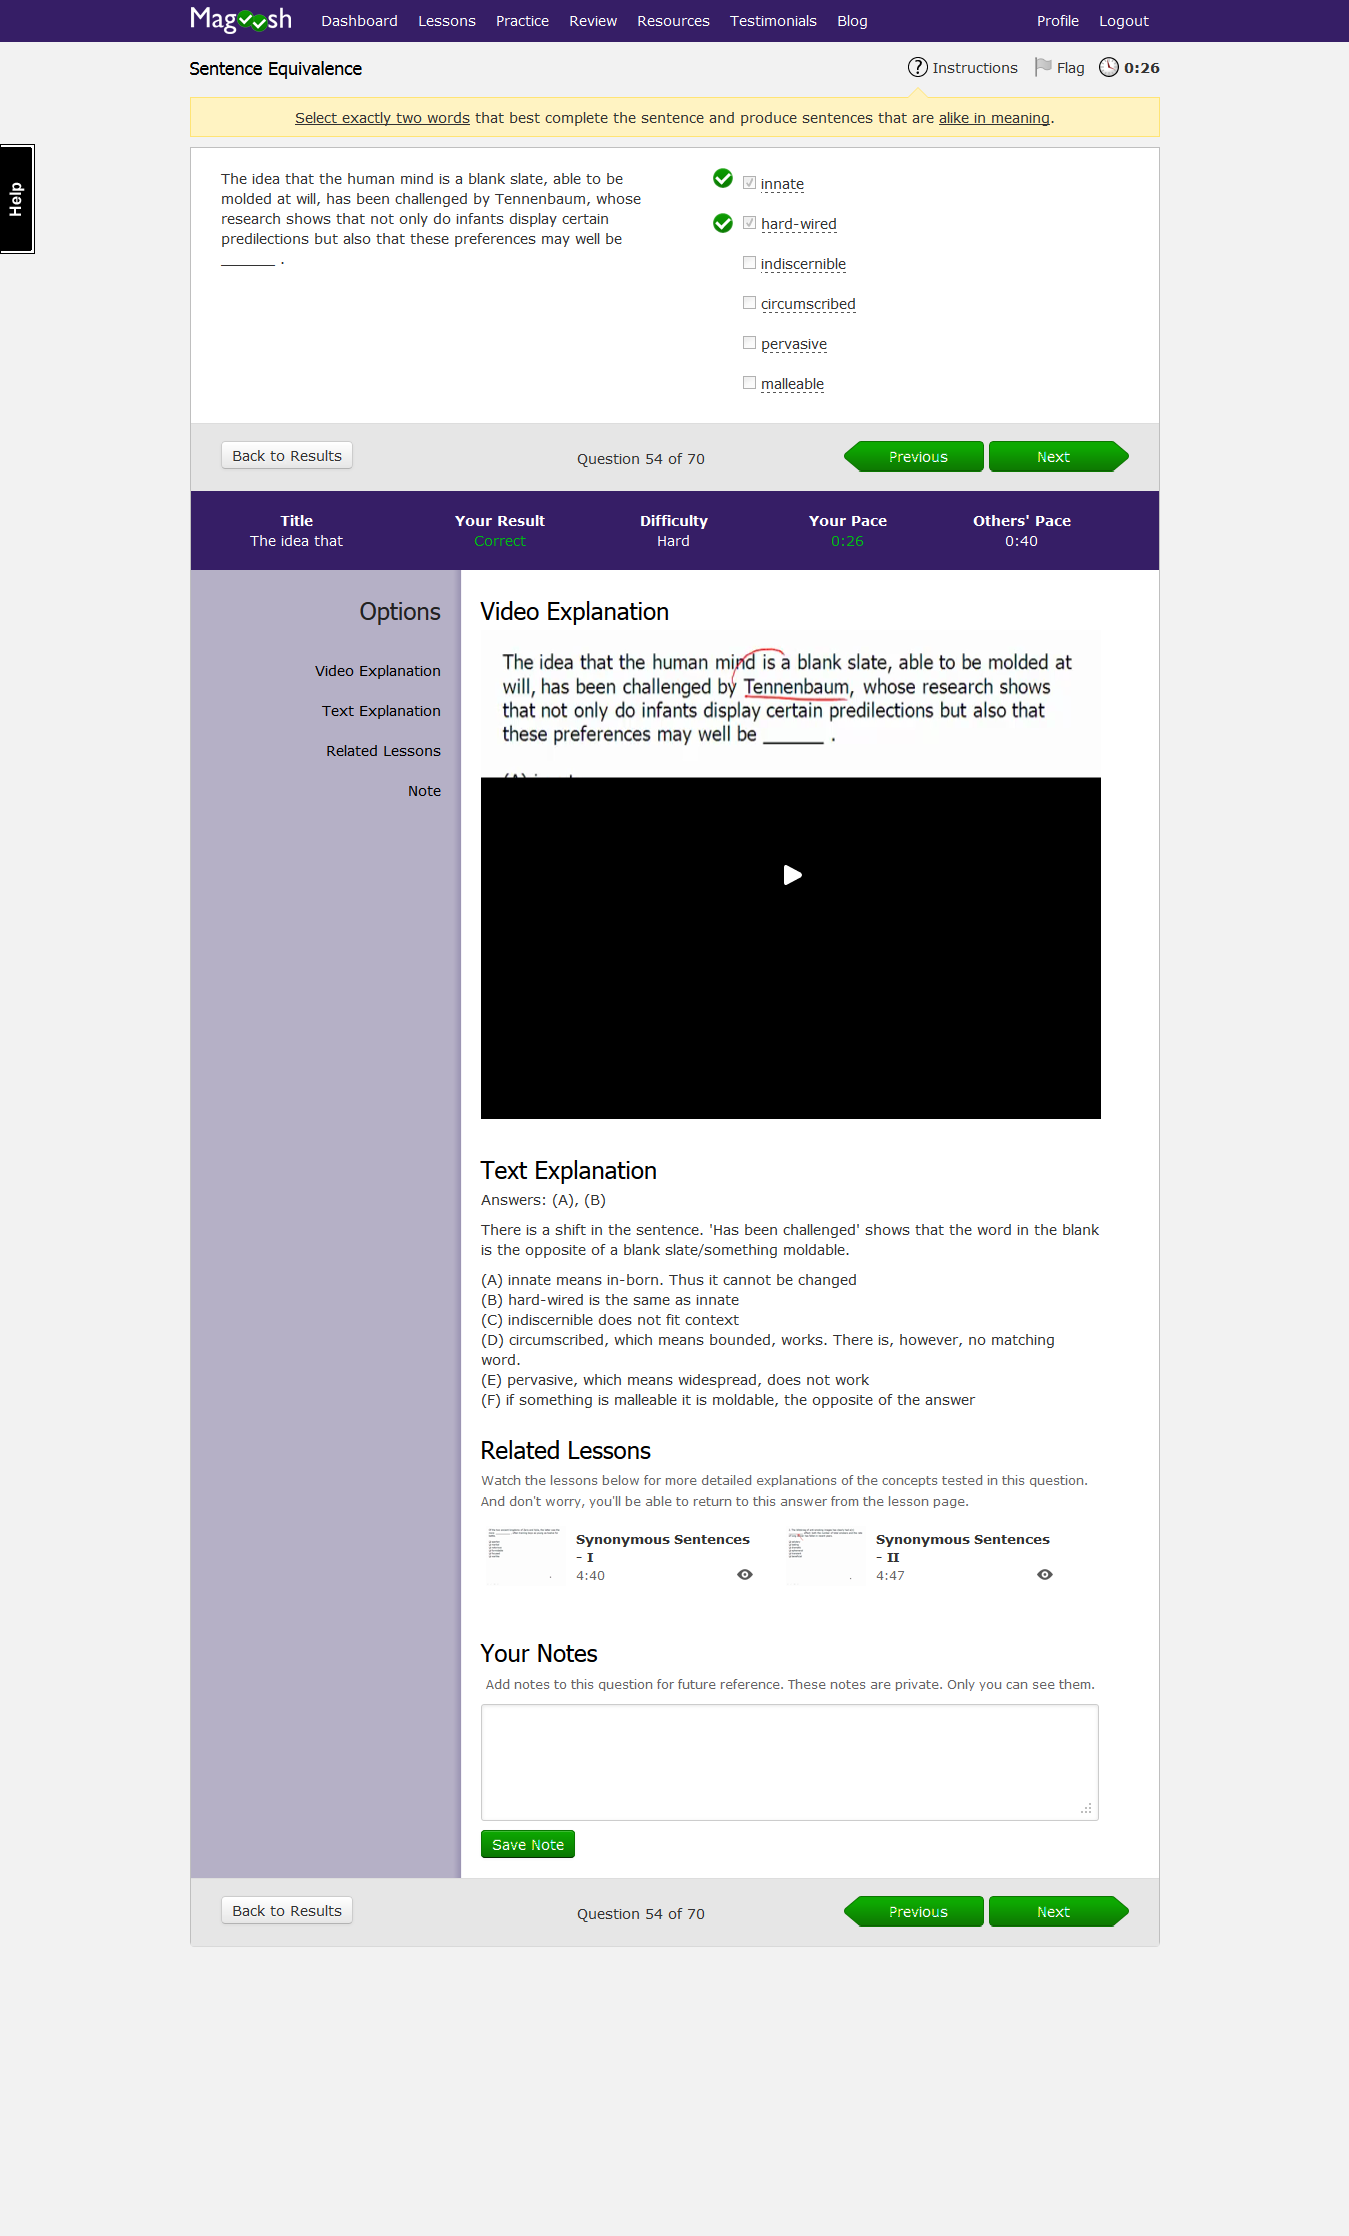 Magoosh Dashboard Lessons Practice Review Resources Testimonials Blog Profile Logout
Sentence Equivalence
Instructions Flag 0:26
Select exactly two words that best complete the sentence and produce sentences that are alike in meaning.
Help
The idea that the human mind is a blank slate, able to be
molded at will, has been challenged by Tennenbaum, whose
research shows that not only do infants display certain
predilections but also that these preferences may well be
_______ .
innate
hard-wired
indiscernible
circumscribed
pervasive
malleable
Back to Results Question 54 of 70 Previous Next
Title Your Result Difficulty Your Pace Others' Pace
The idea that Correct Hard 0:26 0:40
Options
Video Explanation
Text Explanation
Related Lessons
Note
Video Explanation
The idea that the human mind is a blank slate, able to be molded at
will, has been challenged by Tennenbaum, whose research shows
that not only do infants display certain predilections but also that
these preferences may well be ______ .
Text Explanation
Answers: (A), (B)
There is a shift in the sentence. 'Has been challenged' shows that the word in the blank
is the opposite of a blank slate/something moldable.
(A) innate means in-born. Thus it cannot be changed
(B) hard-wired is the same as innate
(C) indiscernible does not fit context
(D) circumscribed, which means bounded, works. There is, however, no matching
word.
(E) pervasive, which means widespread, does not work
(F) if something is malleable it is moldable, the opposite of the answer
Related Lessons
Watch the lessons below for more detailed explanations of the concepts tested in this question.
And don't worry, you'll be able to return to this answer from the lesson page.
Synonymous Sentences
- I
4:40
Synonymous Sentences
- II
4:47
Your Notes
Add notes to this question for future reference. These notes are private. Only you can see them.
Save Note
Back to Results Question 54 of 70 Previous Next